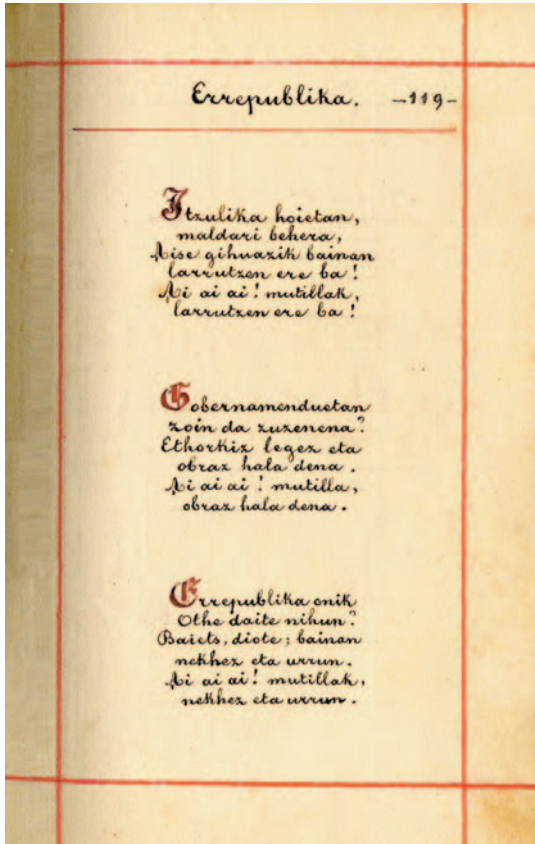 Errepublika. -119-
Itzulika hoietan,
maldari behera,
Aise gihuazik bainan
larrutzen ere ba!
Ai ai ai! mutillak,
larrutzen ere ba!
Gobernamenduetan
zoin da zuzenena?
Ethorkiz legez eta
obraz hala dena.
Ai ai ai! mutilla,
obraz hala dena.
Errepublika onik
Othe daite nihun?
Baiets, diote; bainan
nekhez eta urrun.
Ai ai ai! mutillak,
nekhez eta urrun.